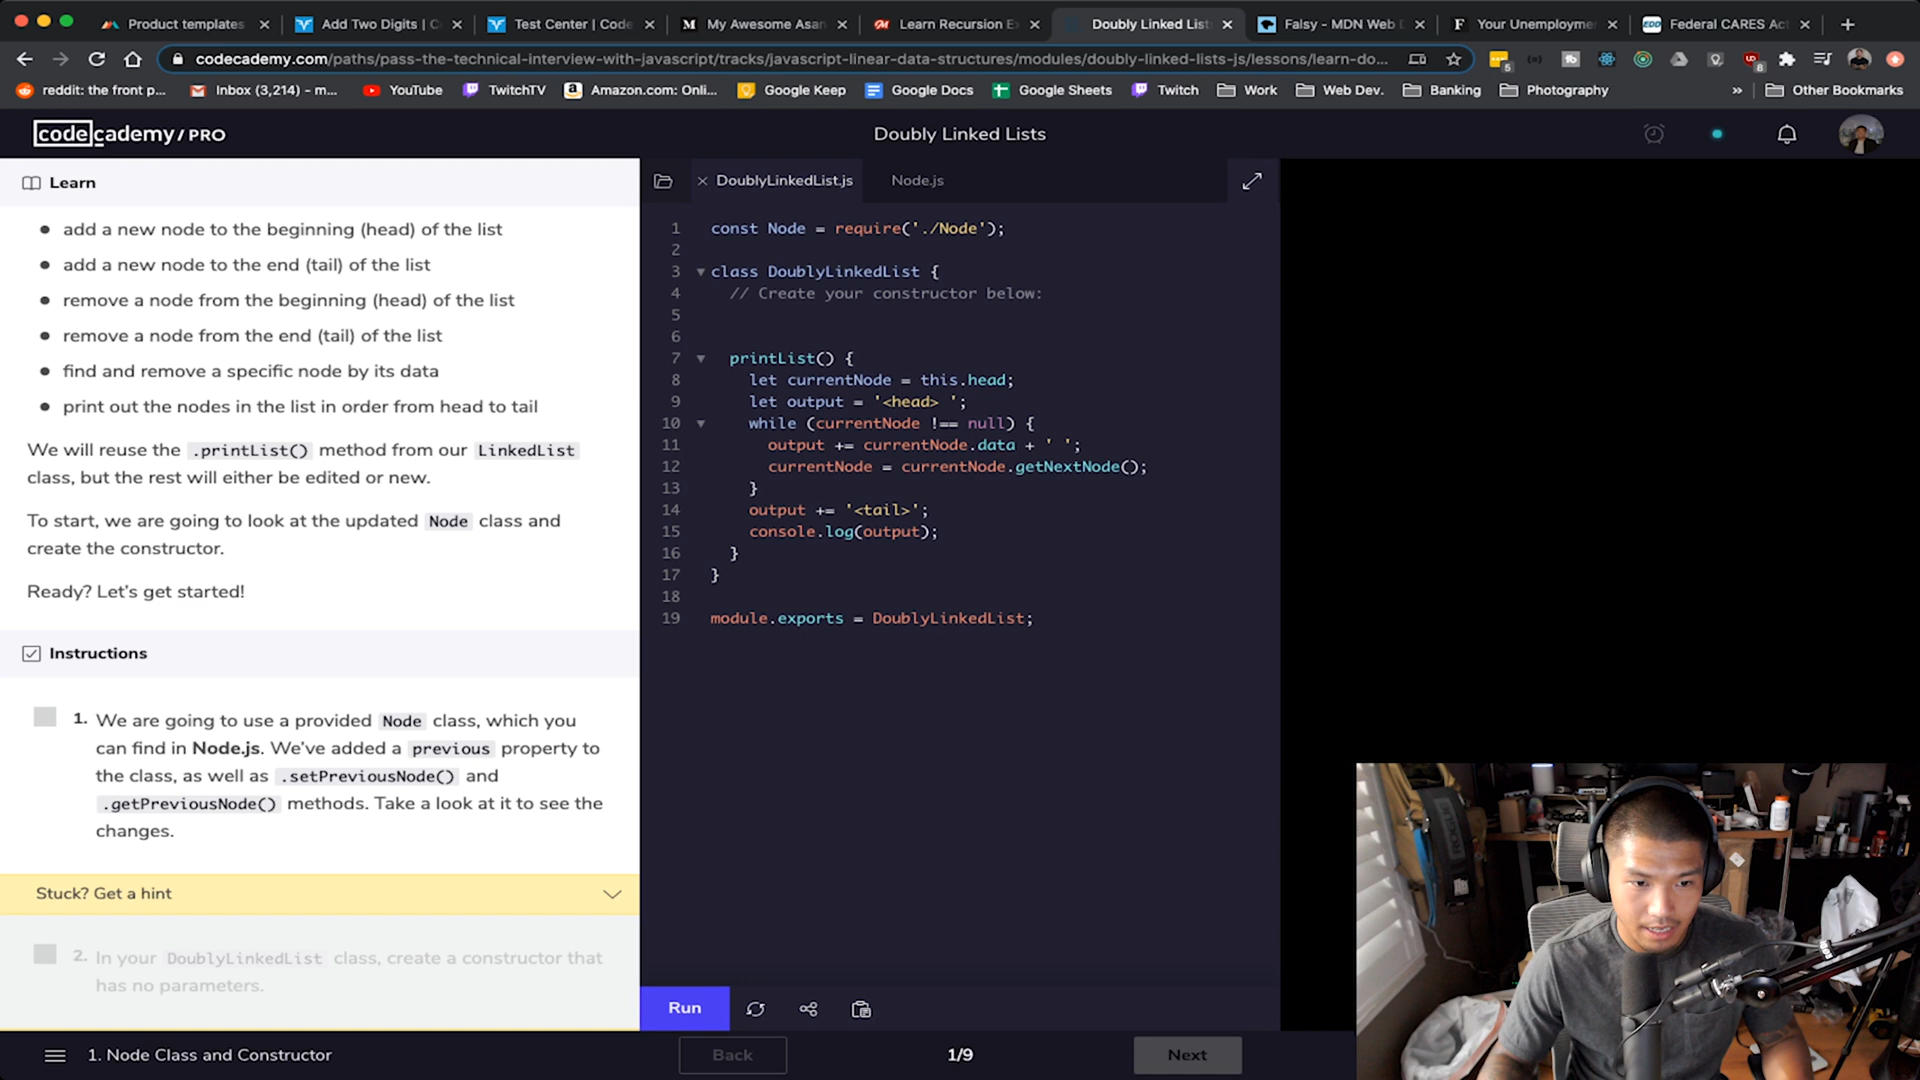 Product templates
Add Two Digits | C
Test Center | Code
My Awesome Asan
Learn Recursion E
Doubly Linked List
Falsy - MDN Web D
Your Unemployme
Federal CARES Act
codecademy.com/paths/pass-the-technical-interview-with-javascript/tracks/javascript-linear-data-structures/modules/doubly-linked-lists-js/lessons/learn-do...
reddit: the front p...
Inbox (3,214) - m...
YouTube
TwitchTV
Amazon.com: Onli...
Google Keep
Google Docs
Google Sheets
Twitch
Work
Web Dev.
Banking
Photography
»
Other Bookmarks
codecademy / PRO
Doubly Linked Lists
Learn
• add a new node to the beginning (head) of the list
• add a new node to the end (tail) of the list
• remove a node from the beginning (head) of the list
• remove a node from the end (tail) of the list
• find and remove a specific node by its data
• print out the nodes in the list in order from head to tail
We will reuse the .printList() method from our LinkedList
class, but the rest will either be edited or new.
To start, we are going to look at the updated Node class and
create the constructor.
Ready? Let's get started!
Instructions
1. We are going to use a provided Node class, which you
can find in Node.js. We've added a previous property to
the class, as well as .setPreviousNode() and
.getPreviousNode() methods. Take a look at it to see the
changes.
Stuck? Get a hint
2. In your DoublyLinkedList class, create a constructor that
has no parameters.
DoublyLinkedList.js
Node.js
1 const Node = require('./Node');
2
3 class DoublyLinkedList {
4 // Create your constructor below:
5
6
7 printList() {
8 let currentNode = this.head;
9 let output = '<head> ';
10 while (currentNode !== null) {
11 output += currentNode.data + ' ';
12 currentNode = currentNode.getNextNode();
13 }
14 output += '<tail>';
15 console.log(output);
16 }
17 }
18
19 module.exports = DoublyLinkedList;
Run
1. Node Class and Constructor
Back
1/9
Next